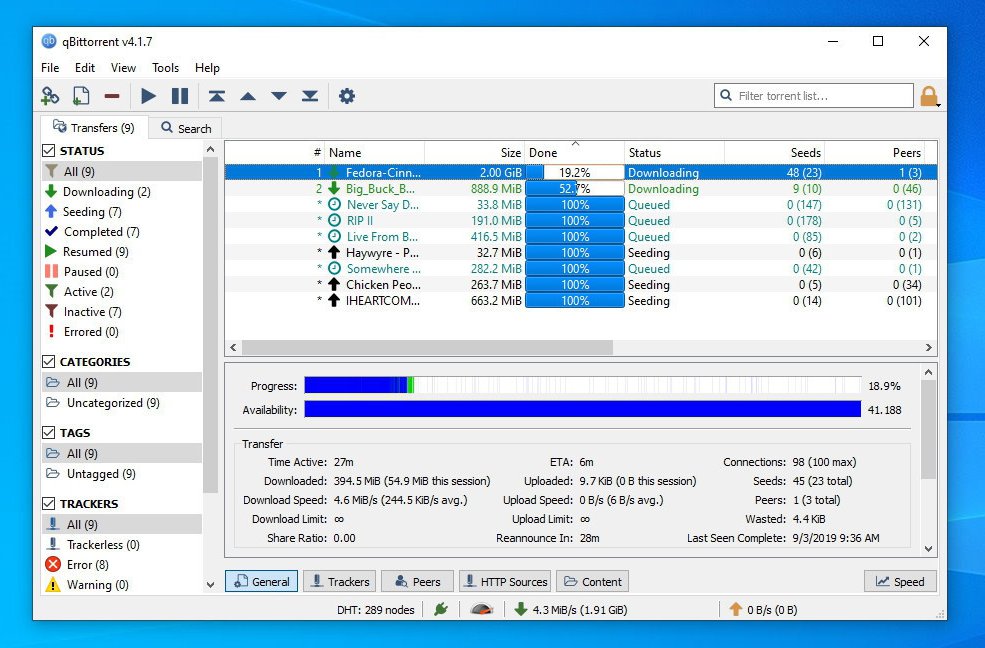 qBittorrent v4.1.7
File Edit View Tools Help
Filter torrent list...
Transfers (9) Search
STATUS
All (9)
Downloading (2)
Seeding (7)
Completed (7)
Resumed (9)
Paused (0)
Active (2)
Inactive (7)
Errored (0)
CATEGORIES
All (9)
Uncategorized (9)
TAGS
All (9)
Untagged (9)
TRACKERS
All (9)
Trackerless (0)
Error (8)
Warning (0)
# Name Size Done Status Seeds Peers
1 Fedora-Cinn... 2.00 GiB 19.2% Downloading 48 (23) 1 (3)
2 Big_Buck_B... 888.9 MiB 52.7% Downloading 9 (10) 0 (46)
* Never Say D... 33.8 MiB 100% Queued 0 (147) 0 (131)
* RIP II 191.0 MiB 100% Queued 0 (178) 0 (5)
* Live From B... 416.5 MiB 100% Queued 0 (85) 0 (2)
* Haywyre - P... 32.7 MiB 100% Seeding 0 (6) 0 (1)
* Somewhere ... 282.2 MiB 100% Queued 0 (42) 0 (1)
* Chicken Peo... 263.7 MiB 100% Seeding 0 (5) 0 (34)
* IHEARTCOM... 663.2 MiB 100% Seeding 0 (14) 0 (101)
Progress: 18.9%
Availability: 41.188
Transfer
Time Active: 27m ETA: 6m Connections: 98 (100 max)
Downloaded: 394.5 MiB (54.9 MiB this session) Uploaded: 9.7 KiB (0 B this session) Seeds: 45 (23 total)
Download Speed: 4.6 MiB/s (244.5 KiB/s avg.) Upload Speed: 0 B/s (6 B/s avg.) Peers: 1 (3 total)
Download Limit: ∞ Upload Limit: ∞ Wasted: 4.4 KiB
Share Ratio: 0.00 Reannounce In: 28m Last Seen Complete: 9/3/2019 9:36 AM
General Trackers Peers HTTP Sources Content Speed
DHT: 289 nodes 4.3 MiB/s (1.91 GiB) 0 B/s (0 B)